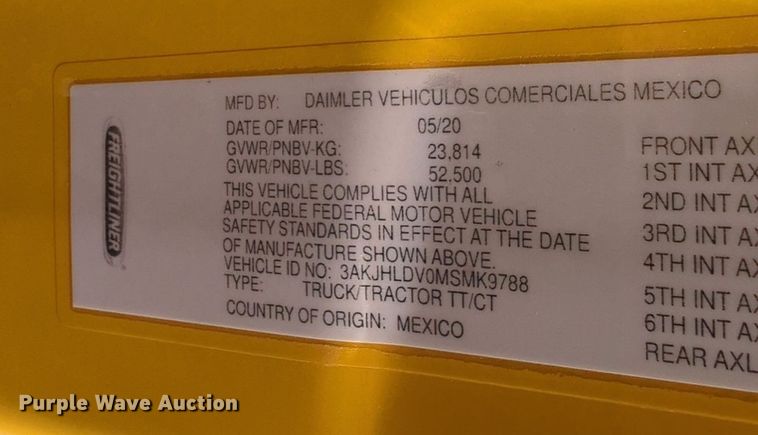 FREIGHTLINER
MFD BY: DAIMLER VEHICULOS COMERCIALES MEXICO
DATE OF MFR: 05/20
GVWR/PNBV-KG: 23,814
GVWR/PNBV-LBS: 52,500
THIS VEHICLE COMPLIES WITH ALL
APPLICABLE FEDERAL MOTOR VEHICLE
SAFETY STANDARDS IN EFFECT AT THE DATE
OF MANUFACTURE SHOWN ABOVE.
VEHICLE ID NO: 3AKJHLDV0MSMK9788
TYPE: TRUCK/TRACTOR TT/CT
COUNTRY OF ORIGIN: MEXICO
FRONT AX
1ST INT AX
2ND INT AX
3RD INT AX
4TH INT AX
5TH INT AX
6TH INT AX
REAR AXL
Purple Wave Auction